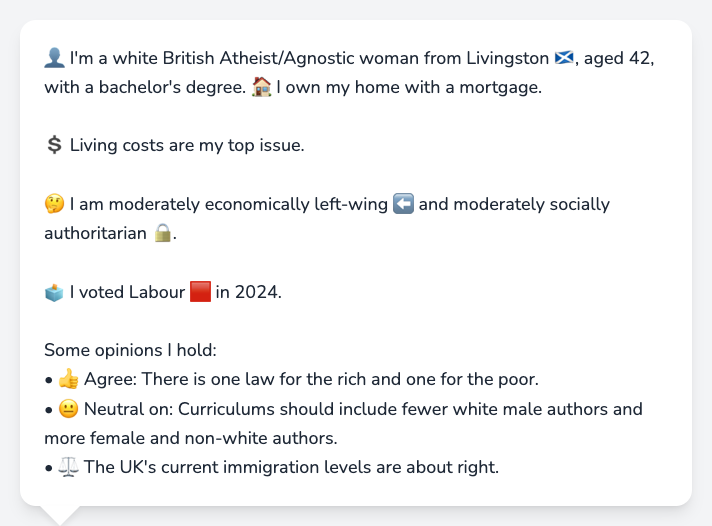 👤 I'm a white British Atheist/Agnostic woman from Livingston 🏴󠁧󠁢󠁳󠁣󠁴󠁿, aged 42,
with a bachelor's degree. 🏠 I own my home with a mortgage.
💲 Living costs are my top issue.
🤔 I am moderately economically left-wing ⬅️ and moderately socially
authoritarian 🔒.
🗳️ I voted Labour 🟥 in 2024.
Some opinions I hold:
• 👍 Agree: There is one law for the rich and one for the poor.
• 😐 Neutral on: Curriculums should include fewer white male authors and
more female and non-white authors.
• ⚖️ The UK's current immigration levels are about right.